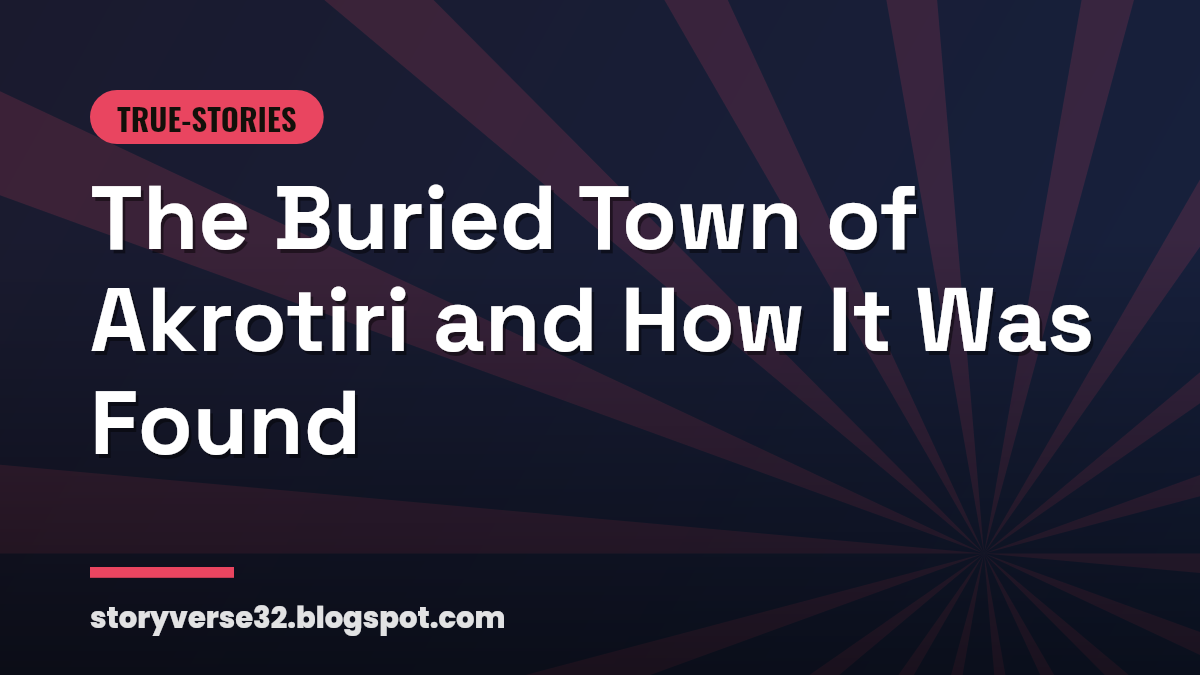 TRUE-STORIES
The Buried Town of
Akrotiri and How It Was
Found
storyverse32.blogspot.com